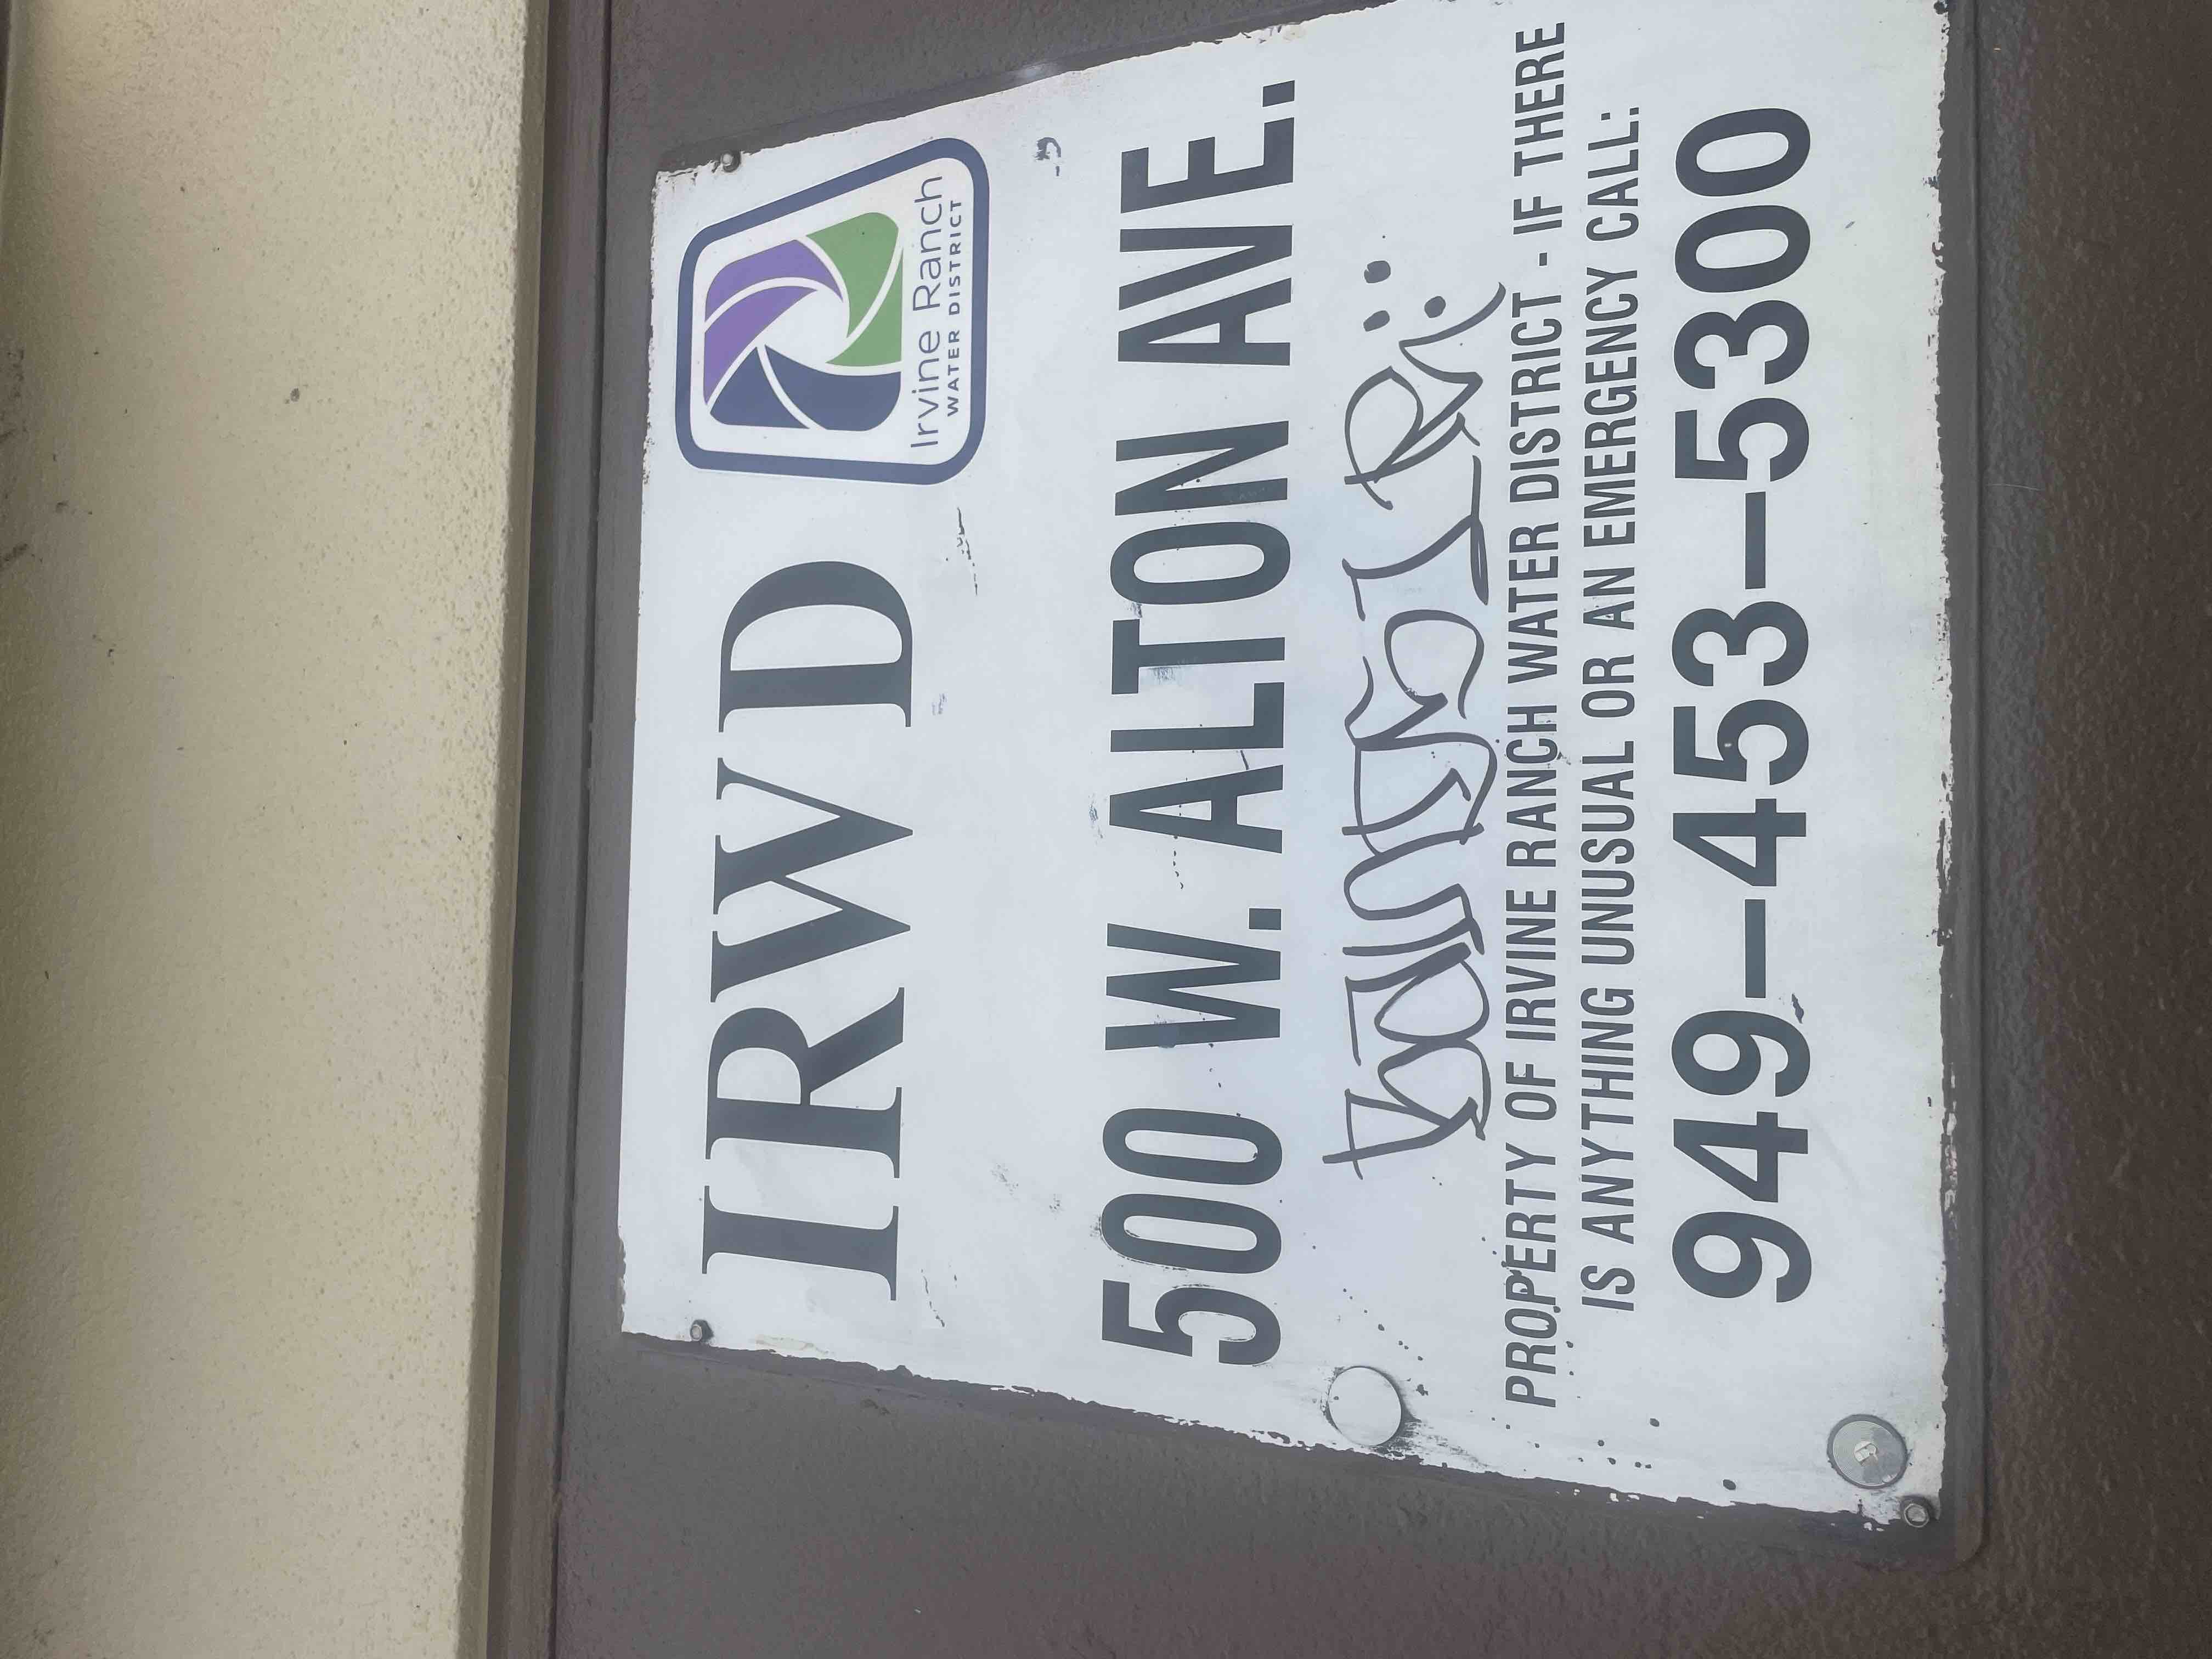 IRWD
Irvine Ranch
WATER DISTRICT
500 W. ALTON AVE.
PROPERTY OF IRVINE RANCH WATER DISTRICT - IF THERE
IS ANYTHING UNUSUAL OR AN EMERGENCY CALL:
949-453-5300